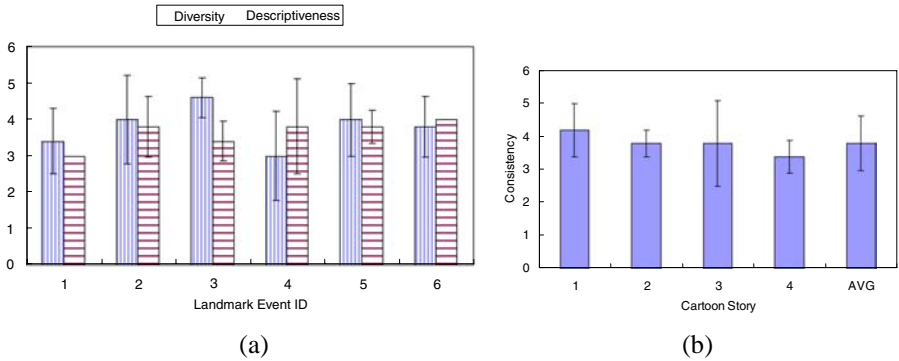 Diversity Descriptiveness
6
5
4
3
2
1
0
1 2 3 4 5 6
Landmark Event ID
(a)
6
5
4
3
2
1
0
Consistency
1 2 3 4 AVG
Cartoon Story
(b)